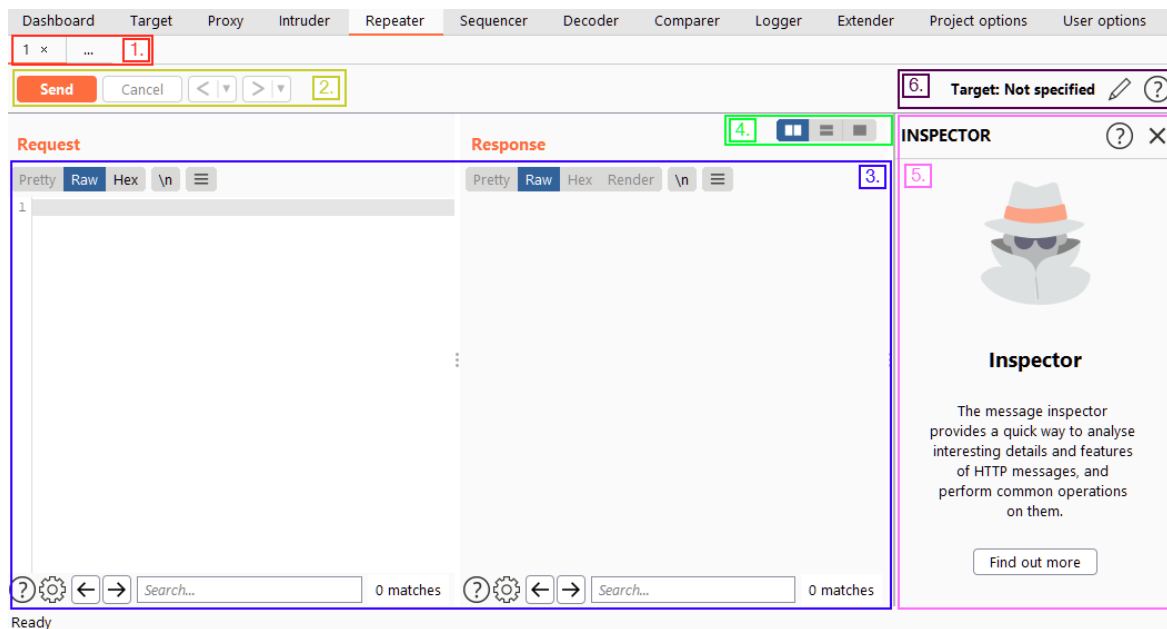 Dashboard Target Proxy Intruder Repeater Sequencer Decoder Comparer Logger Extender Project options User options
1 × ... 1.
Send Cancel < ▼ > ▼ 2. 6. Target: Not specified ?
4. INSPECTOR ? ✕
Request Response
Pretty Raw Hex \n ☰ Pretty Raw Hex Render \n ☰ 3. 5.
1
Inspector
The message inspector
provides a quick way to analyse
interesting details and features
of HTTP messages, and
perform common operations
on them.
Find out more
? ← → Search... 0 matches ? ← → Search... 0 matches
Ready